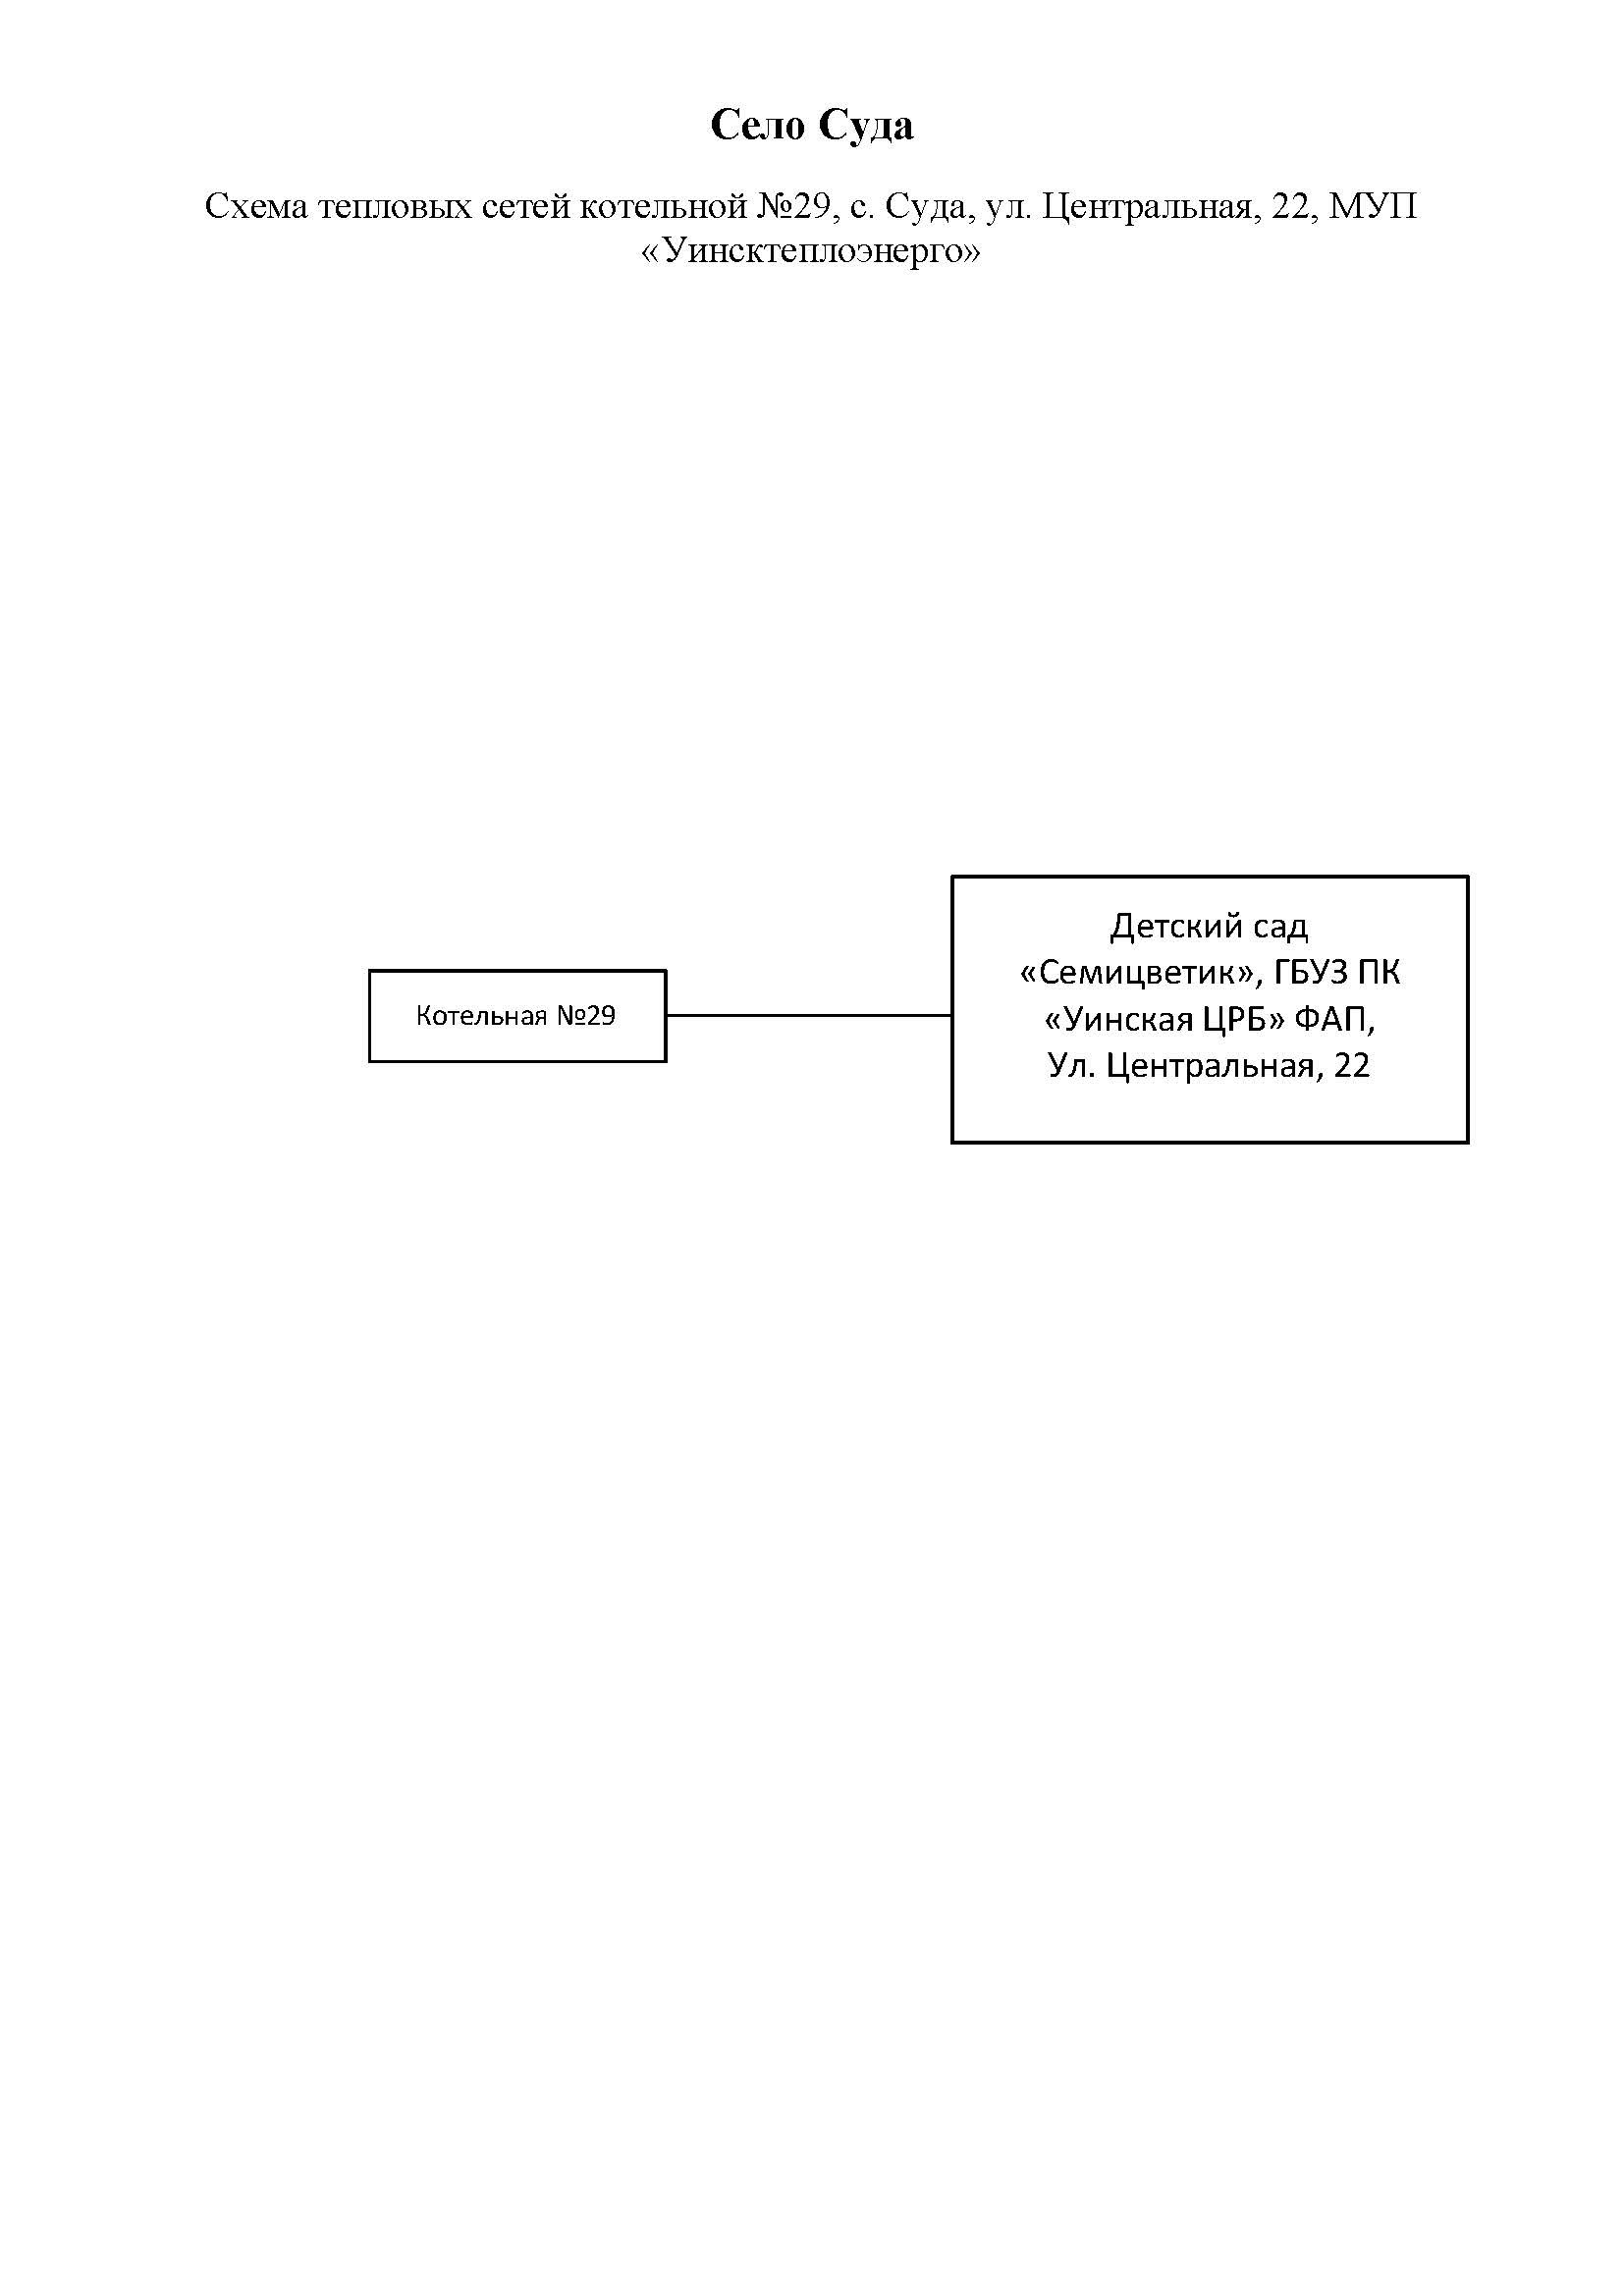 Село Суда
Схема тепловых сетей котельной №29, с. Суда, ул. Центральная, 22, МУП
«Уинсктеплоэнерго»
Котельная №29
Детский сад
«Семицветик», ГБУЗ ПК
«Уинская ЦРБ» ФАП,
Ул. Центральная, 22